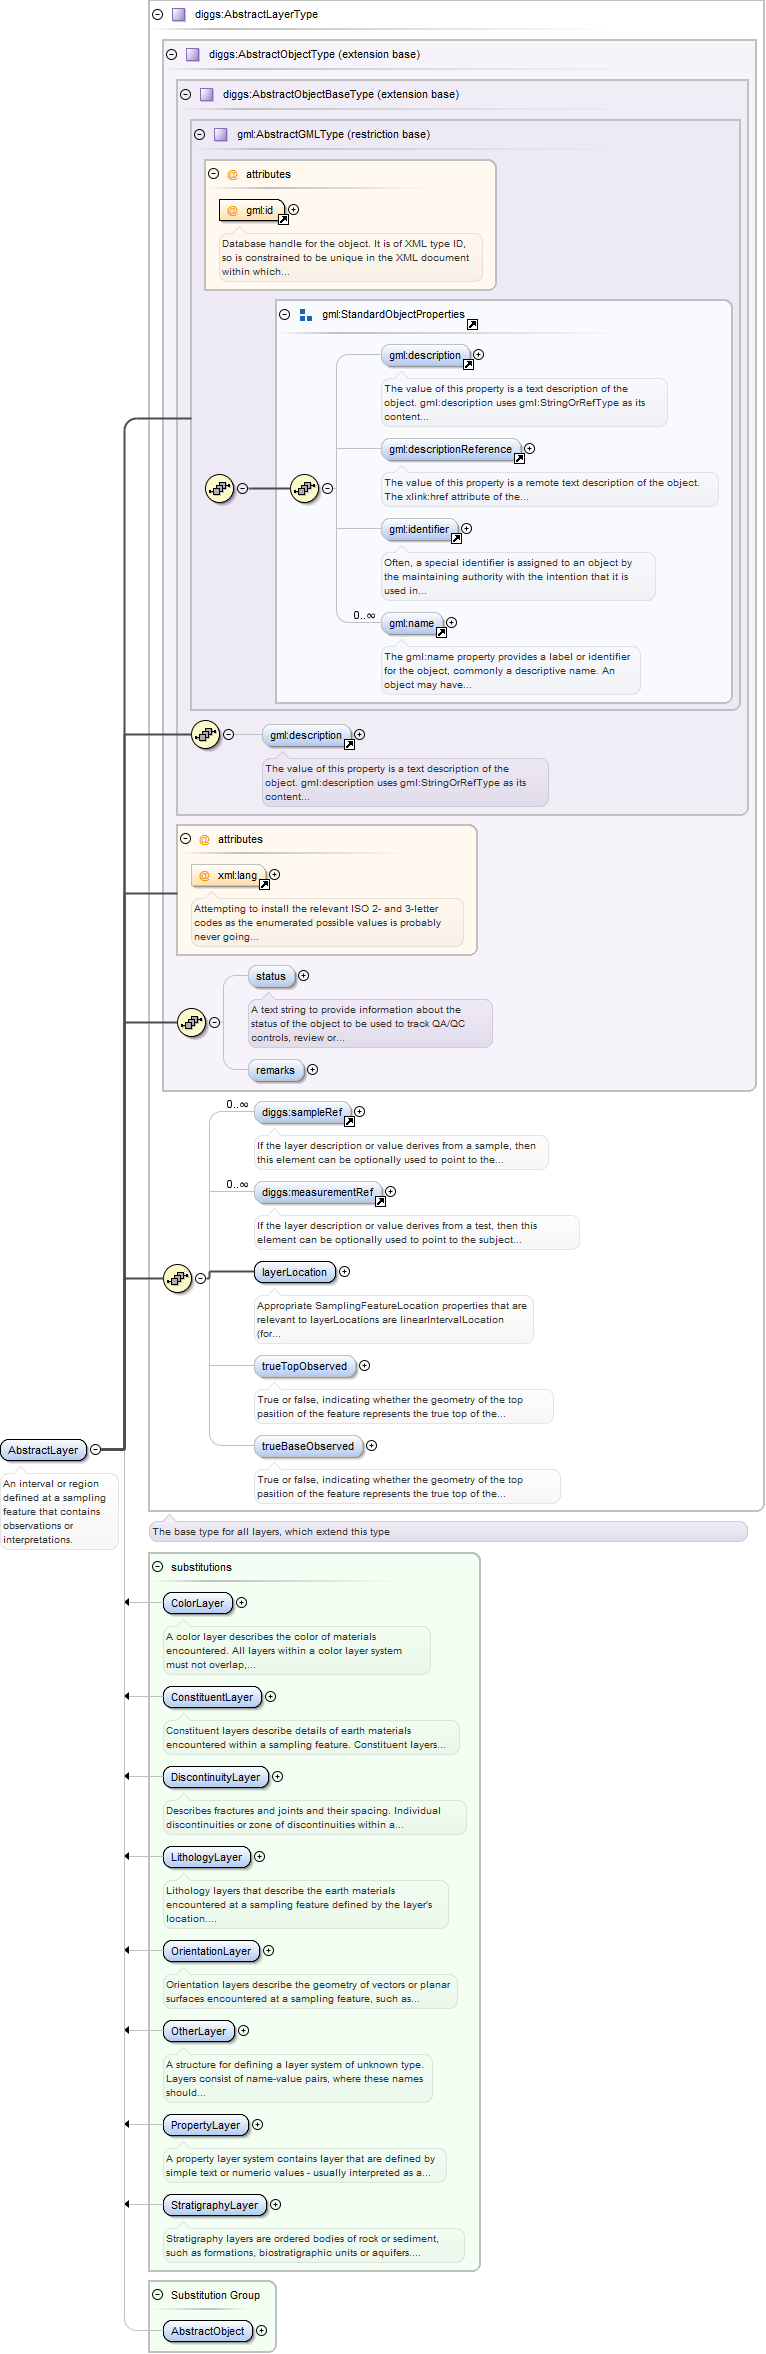 diggs:AbstractLayerType
diggs:AbstractObjectType (extension base)
diggs:AbstractObjectBaseType (extension base)
gml:AbstractGMLType (restriction base)
@ attributes
@ gml:id
Database handle for the object. It is of XML type ID,
so is constrained to be unique in the XML document
within which...
gml:StandardObjectProperties
gml:description
The value of this property is a text description of the
object. gml:description uses gml:StringOrRefType as its
content...
gml:descriptionReference
The value of this property is a remote text description of the object.
The xlink:href attribute of the...
gml:identifier
Often, a special identifier is assigned to an object by
the maintaining authority with the intention that it is
used in...
0..∞
gml:name
The gml:name property provides a label or identifier
for the object, commonly a descriptive name. An
object may have...
gml:description
The value of this property is a text description of the
object. gml:description uses gml:StringOrRefType as its
content...
@ attributes
@ xml:lang
Attempting to install the relevant ISO 2- and 3-letter
codes as the enumerated possible values is probably
never going...
status
A text string to provide information about the
status of the object to be used to track QA/QC
controls, review or...
remarks
0..∞
diggs:sampleRef
If the layer description or value derives from a sample, then
this element can be optionally used to point to the...
0..∞
diggs:measurementRef
If the layer description or value derives from a test, then this
element can be optionally used to point to the subject...
layerLocation
Appropriate SamplingFeatureLocation properties that are
relevant to layerLocations are linearIntervalLocation
(for...
trueTopObserved
True or false, indicating whether the geometry of the top
pasition of the feature represents the true top of the...
trueBaseObserved
True or false, indicating whether the geometry of the top
pasition of the feature represents the true top of the...
AbstractLayer
An interval or region
defined at a sampling
feature that contains
observations or
interpretations.
The base type for all layers, which extend this type
substitutions
ColorLayer
A color layer describes the color of materials
encountered. All layers within a color layer system
must not overlap,...
ConstituentLayer
Constituent layers describe details of earth materials
encountered within a sampling feature. Constituent layers...
DiscontinuityLayer
Describes fractures and joints and their spacing. Individual
discontinuities or zone of discontinuities within a...
LithologyLayer
Lithology layers that describe the earth materials
encountered at a sampling feature defined by the layer's
location....
OrientationLayer
Orientation layers describe the geometry of vectors or planar
surfaces encountered at a sampling feature, such as...
OtherLayer
A structure for defining a layer system of unknown type.
Layers consist of name-value pairs, where these names
should...
PropertyLayer
A property layer system contains layer that are defined by
simple text or numeric values - usually interpreted as a...
StratigraphyLayer
Stratigraphy layers are ordered bodies of rock or sediment,
such as formations, biostratigraphic units or aquifers....
Substitution Group
AbstractObject